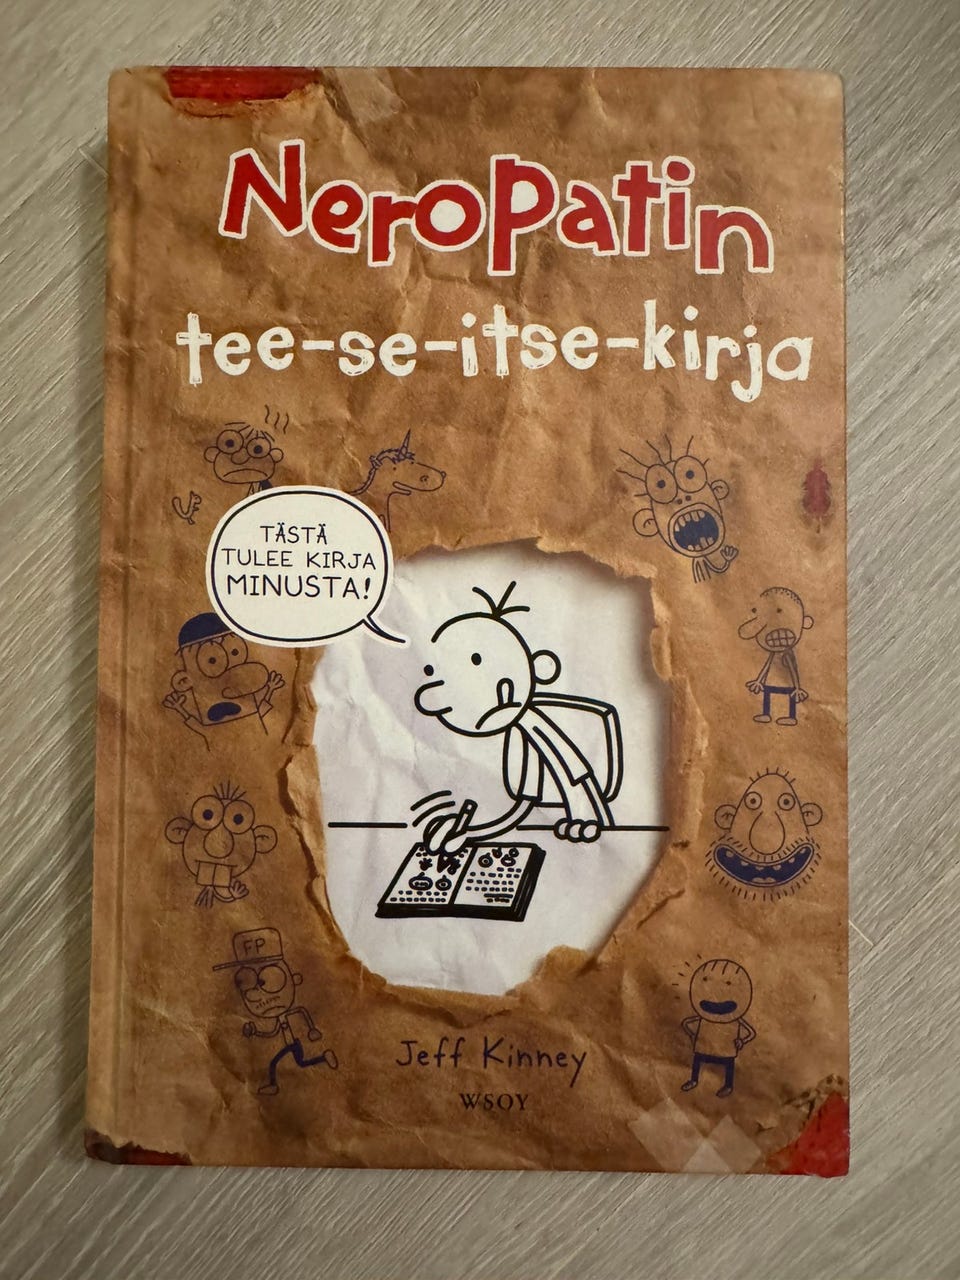 Neropatin
tee-se-itse-kirja
TÄSTÄ
TULEE KIRJA
MINUSTA!
FP
Jeff Kinney
WSOY